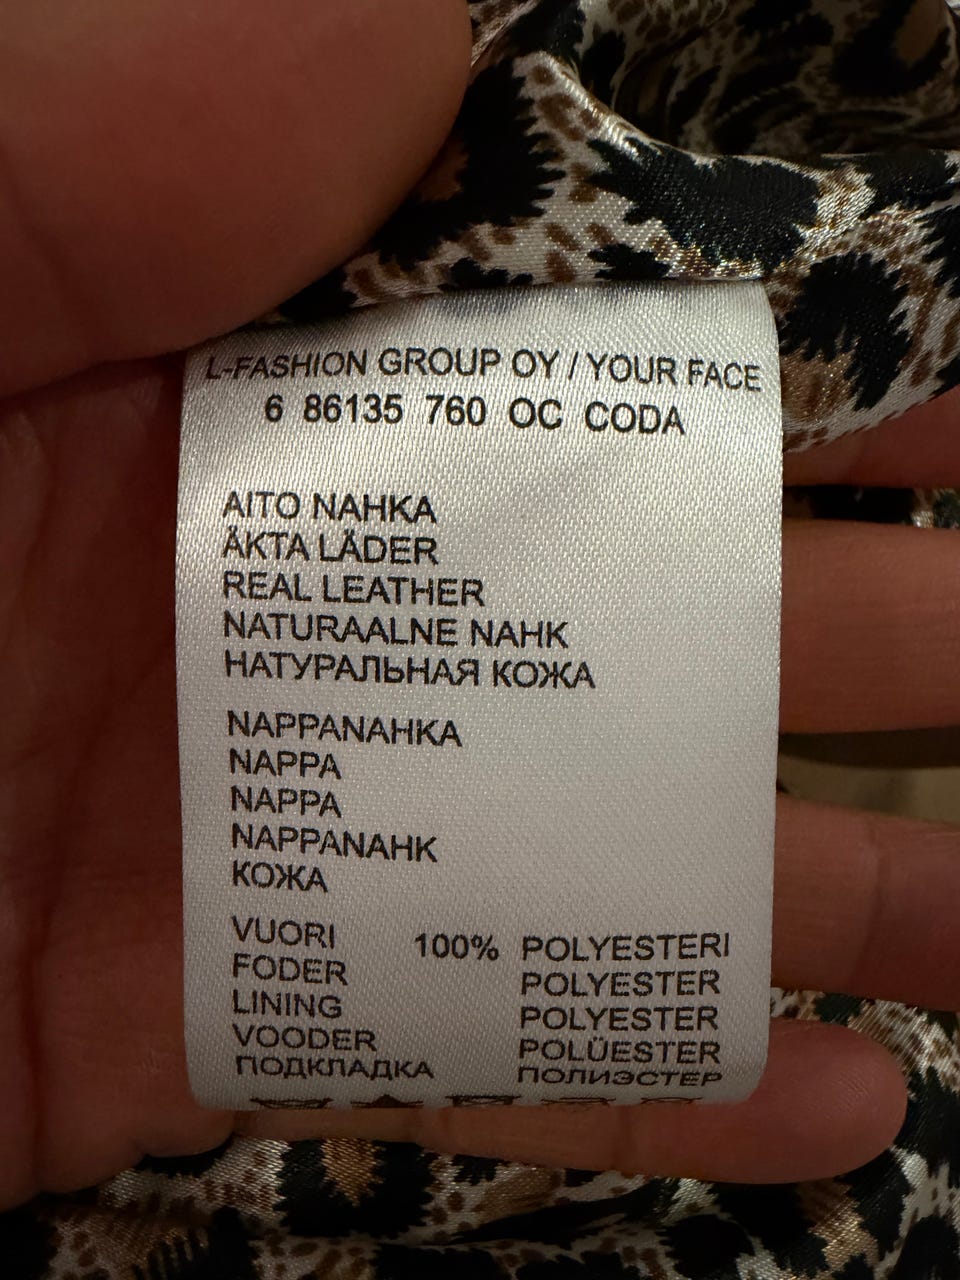 L-FASHION GROUP OY / YOUR FACE
6 86135 760 OC CODA
AITO NAHKA
ÄKTA LÄDER
REAL LEATHER
NATURAALNE NAHK
НАТУРАЛЬНАЯ КОЖА
NAPPANAHKA
NAPPA
NAPPA
NAPPANAHK
КОЖА
VUORI 100% POLYESTERI
FODER POLYESTER
LINING POLYESTER
VOODER POLÜESTER
ПОДКЛАДКА ПОЛИЭСТЕР